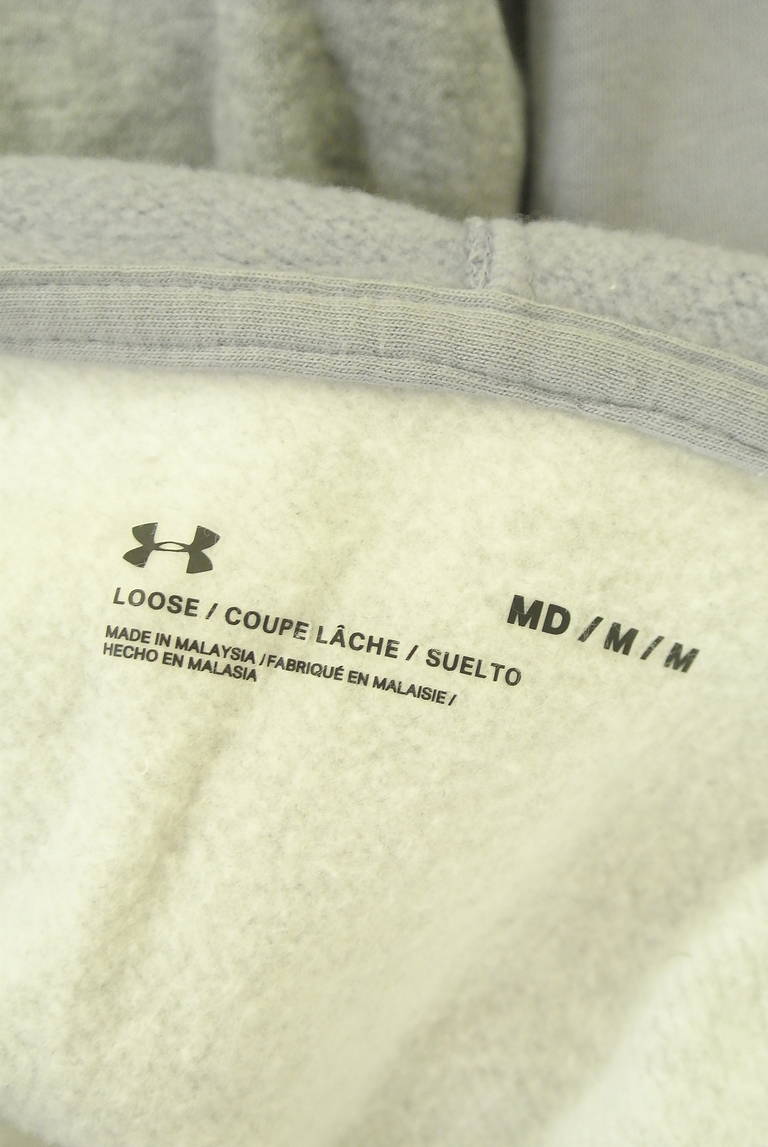 LOOSE / COUPE LÂCHE / SUELTO
MADE IN MALAYSIA / FABRIQUÉ EN MALAISIE /
HECHO EN MALASIA
MD / M / M